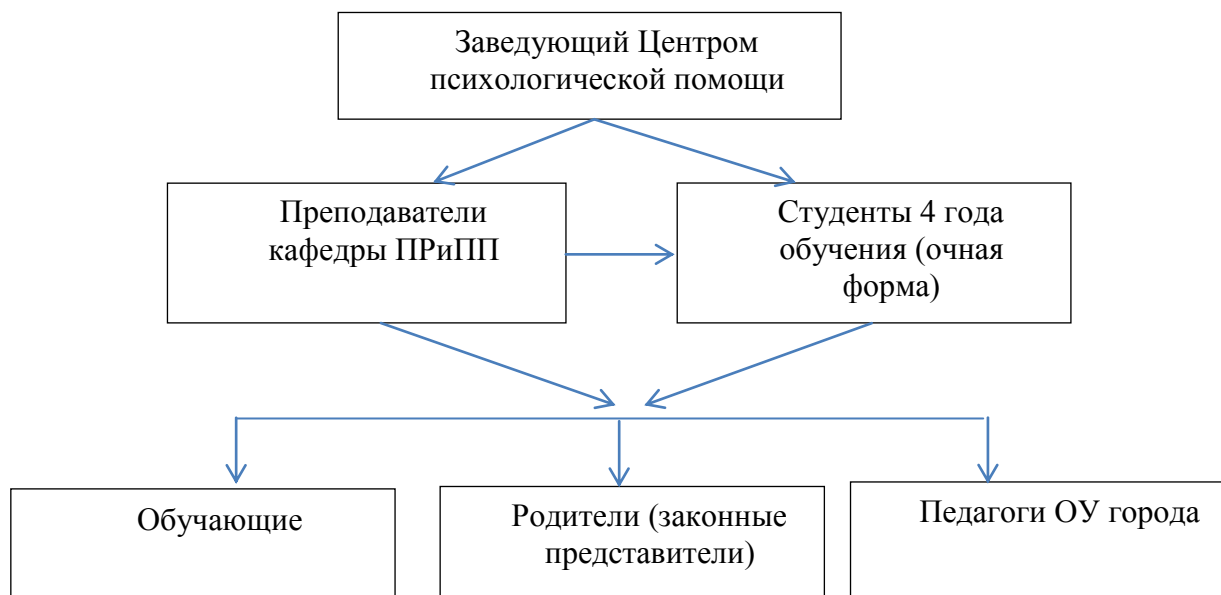 Заведующий Центром
психологической помощи
Преподаватели
кафедры ПРиПП
Студенты 4 года
обучения (очная
форма)
Обучающие
Родители (законные
представители)
Педагоги ОУ города